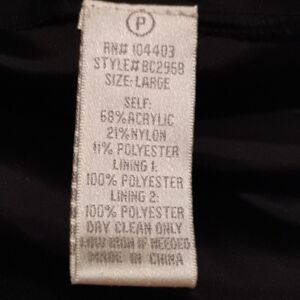 P
RN# 104403
STYLE# BC2968
SIZE: LARGE
SELF:
68% ACRYLIC
21% NYLON
11% POLYESTER
LINING 1:
100% POLYESTER
LINING 2:
100% POLYESTER
DRY CLEAN ONLY
LOW IRON IF NEEDED
MADE IN CHINA